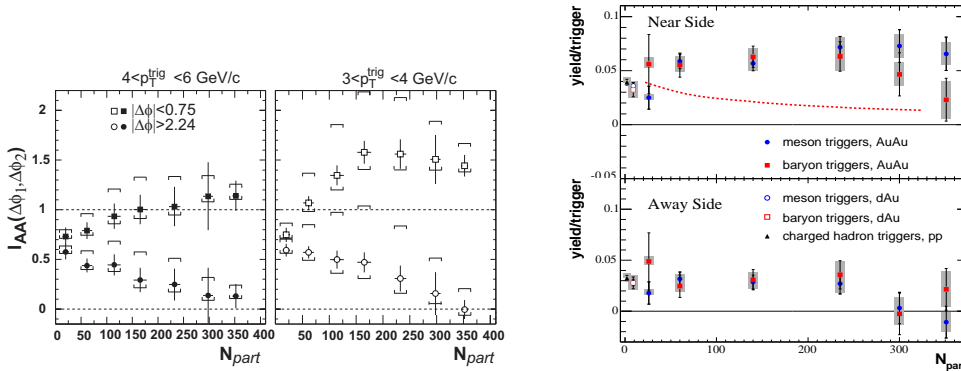 4<p_T^trig <6 GeV/c
3<p_T^trig <4 GeV/c
I_AA(Δϕ_1,Δϕ_2)
2
1.5
1
0.5
0
|Δϕ|<0.75
|Δϕ|>2.24
0 50 100 150 200 250 300 350 400
0 50 100 150 200 250 300 350 400
N_part
N_part
yield/trigger
0.1
0.05
0
-0.05
Near Side
meson triggers, AuAu
baryon triggers, AuAu
yield/trigger
0.1
0.05
0
Away Side
meson triggers, dAu
baryon triggers, dAu
charged hadron triggers, pp
0 100 200 300
N_par